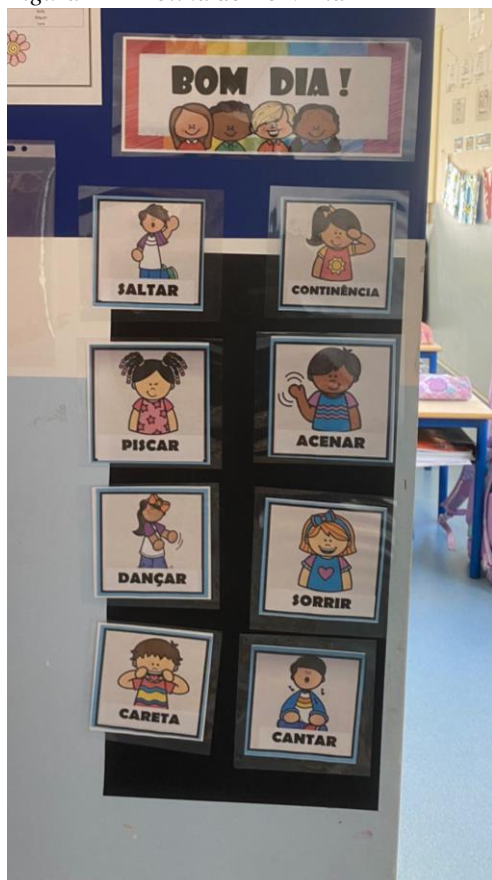 BOM DIA !
SALTAR
CONTINÊNCIA
PISCAR
ACENAR
DANÇAR
SORRIR
CARETA
CANTAR